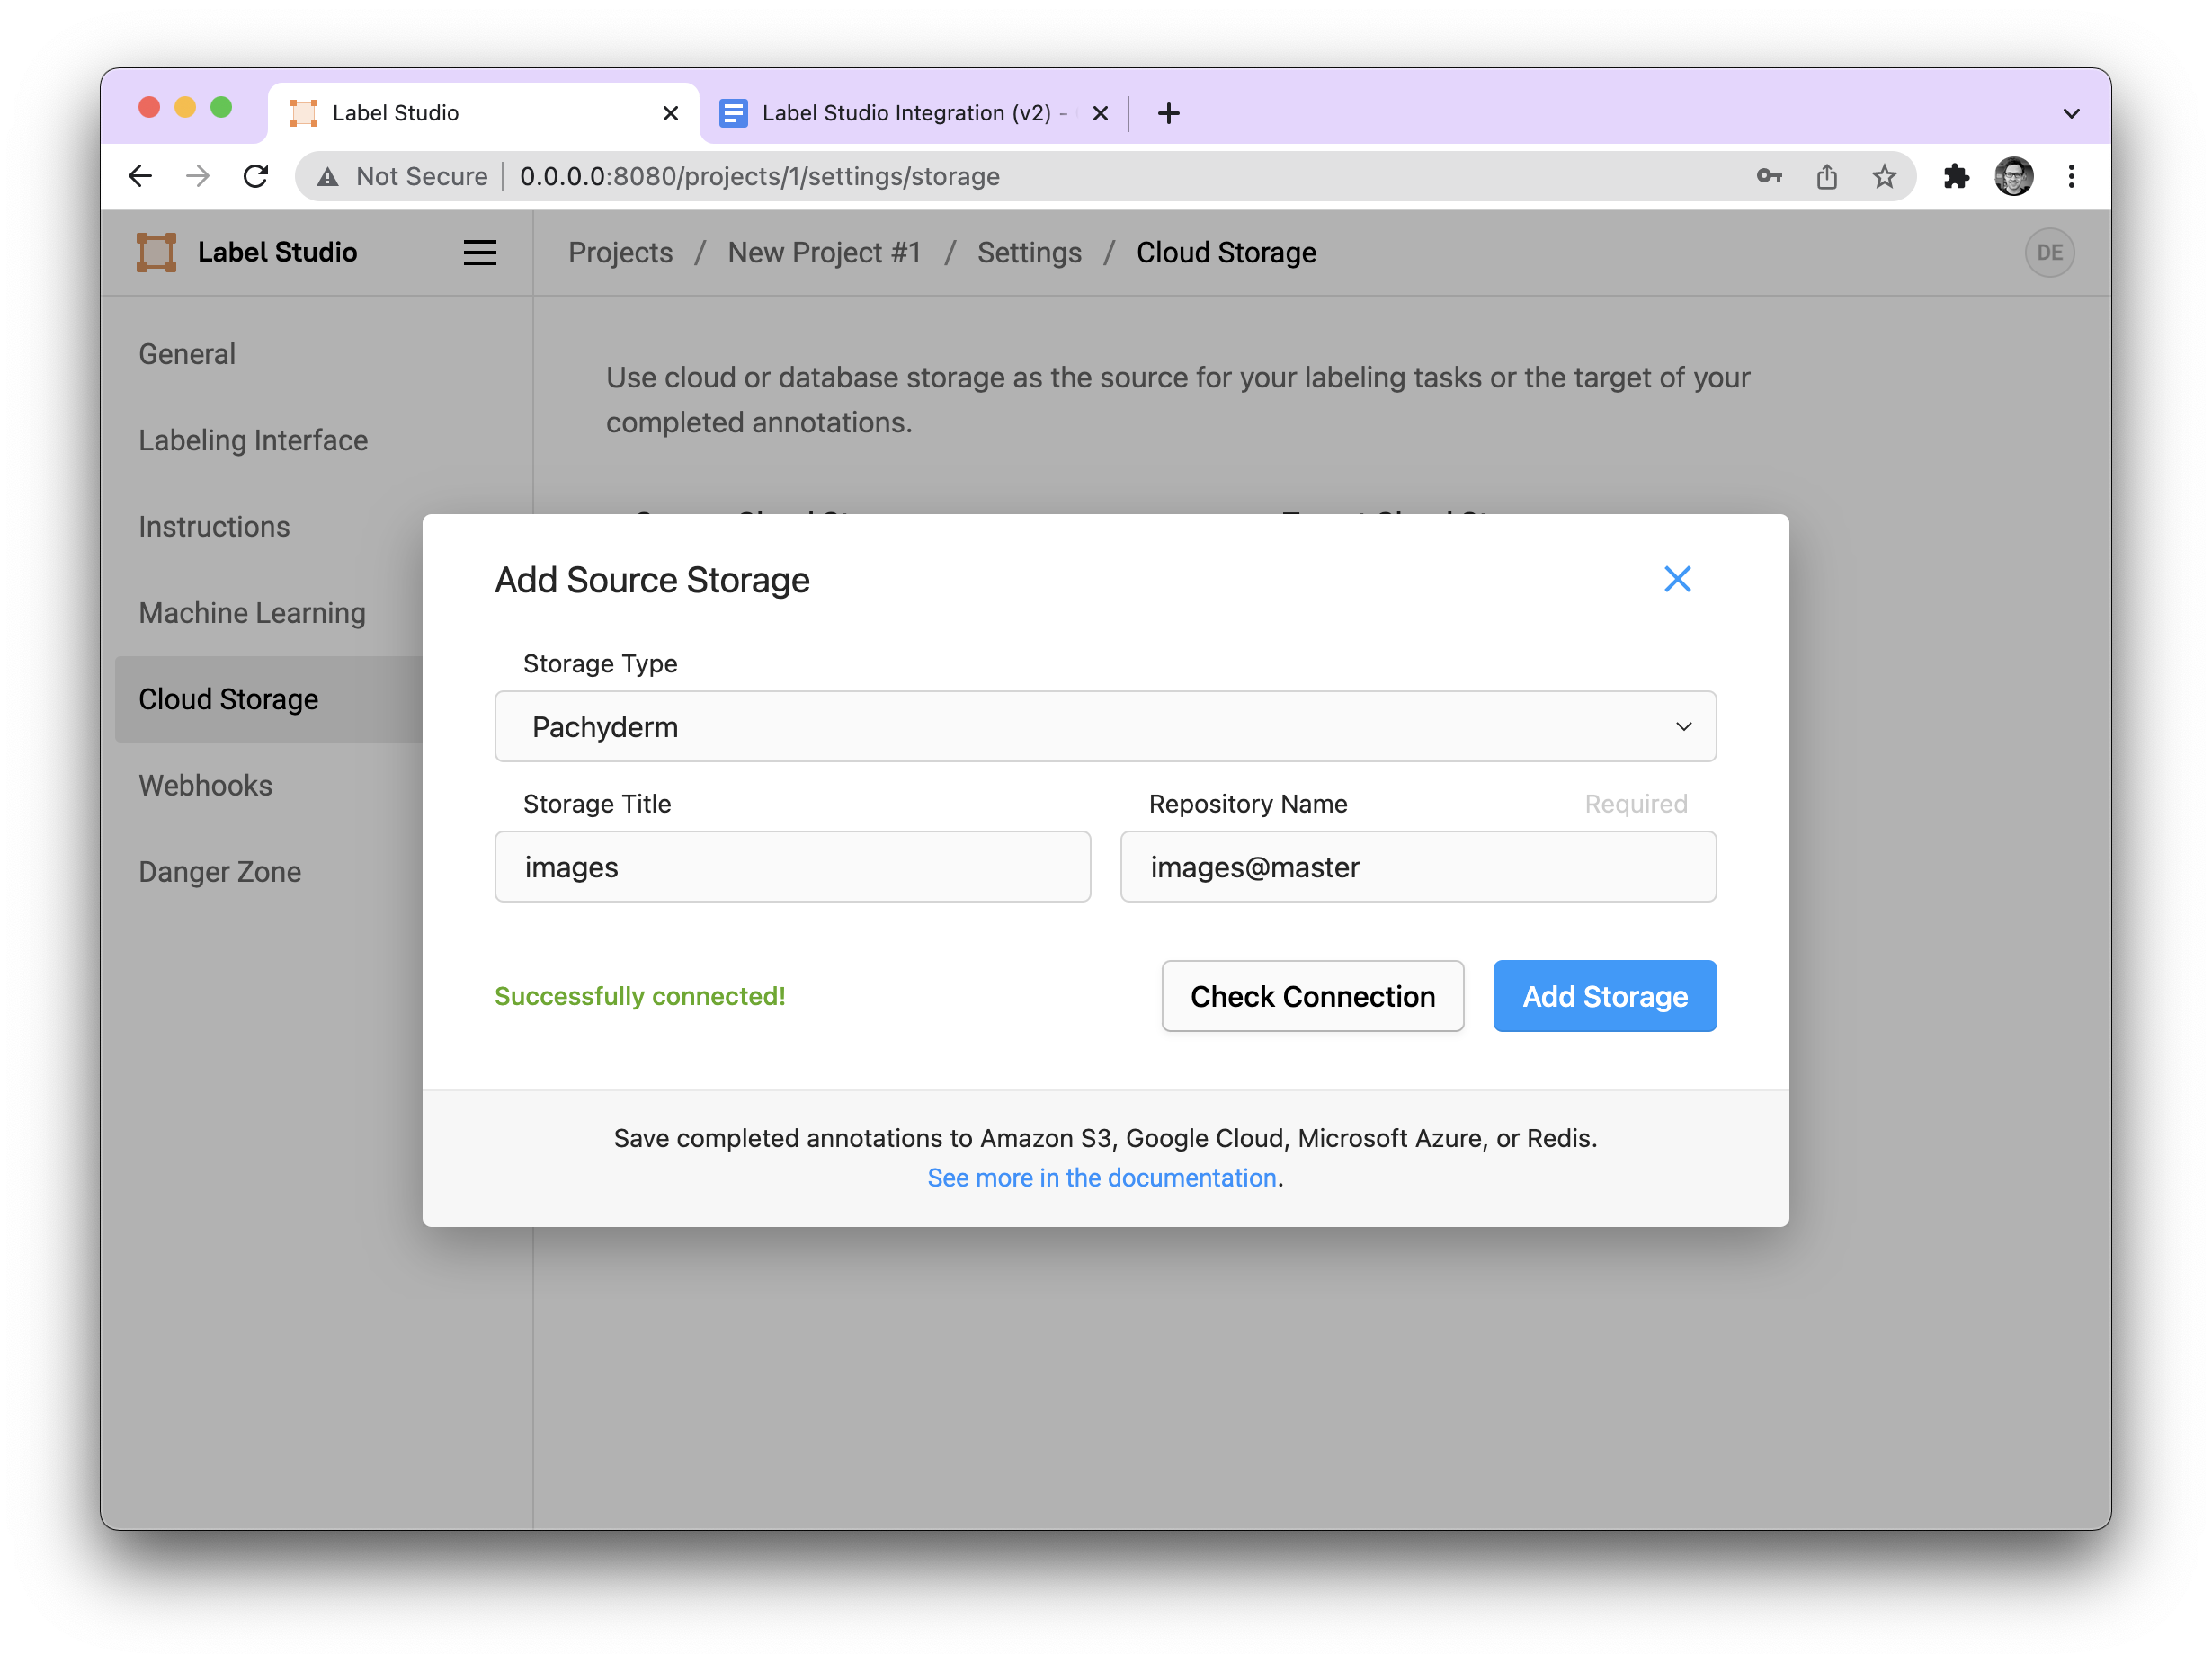 Label Studio
Label Studio Integration (v2) -
Not Secure
0.0.0.0:8080/projects/1/settings/storage
Label Studio
Projects / New Project #1 / Settings / Cloud Storage
DE
General
Labeling Interface
Instructions
Machine Learning
Cloud Storage
Webhooks
Danger Zone
Use cloud or database storage as the source for your labeling tasks or the target of your
completed annotations.
Add Source Storage
Storage Type
Pachyderm
Storage Title
Repository Name
Required
images
images@master
Successfully connected!
Check Connection
Add Storage
Save completed annotations to Amazon S3, Google Cloud, Microsoft Azure, or Redis.
See more in the documentation.